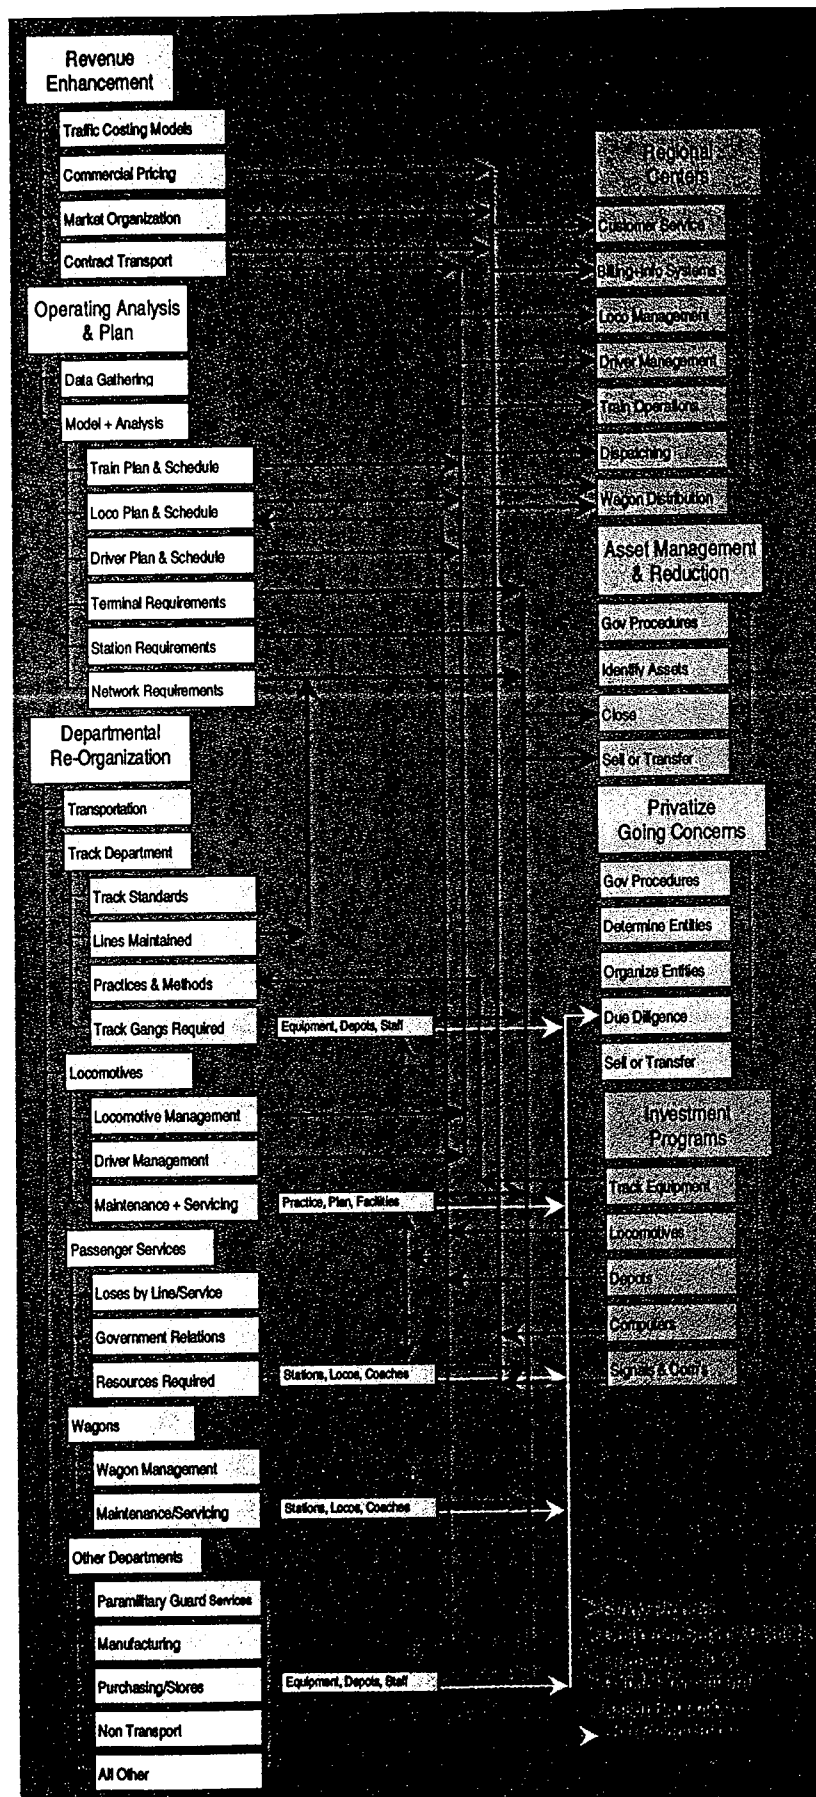 Revenue
Enhancement
Traffic Costing Models
Commercial Pricing
Market Organization
Contract Transport
Operating Analysis
& Plan
Data Gathering
Model + Analysis
Train Plan & Schedule
Loco Plan & Schedule
Driver Plan & Schedule
Terminal Requirements
Station Requirements
Network Requirements
Departmental
Re-Organization
Transportation
Track Department
Track Standards
Lines Maintained
Practices & Methods
Track Gangs Required
Equipment, Depots, Staff
Locomotives
Locomotive Management
Driver Management
Maintenance + Servicing
Practice, Plan, Facilities
Passenger Services
Loses by Line/Service
Government Relations
Resources Required
Stations, Locos, Coaches
Wagons
Wagon Management
Maintenance/Servicing
Stations, Locos, Coaches
Other Departments
Paramilitary Guard Services
Manufacturing
Purchasing/Stores
Equipment, Depots, Staff
Non Transport
All Other
Regional
Centers
Customer Service
Billing-Info Systems
Loco Management
Driver Management
Train Operations
Dispatching
Wagon Distribution
Asset Management
& Reduction
Gov Procedures
Identify Assets
Close
Sell or Transfer
Privatize
Going Concerns
Gov Procedures
Determine Entities
Organize Entities
Due Diligence
Sell or Transfer
Investment
Programs
Track Equipment
Locomotives
Depots
Computers
Signals & Com's